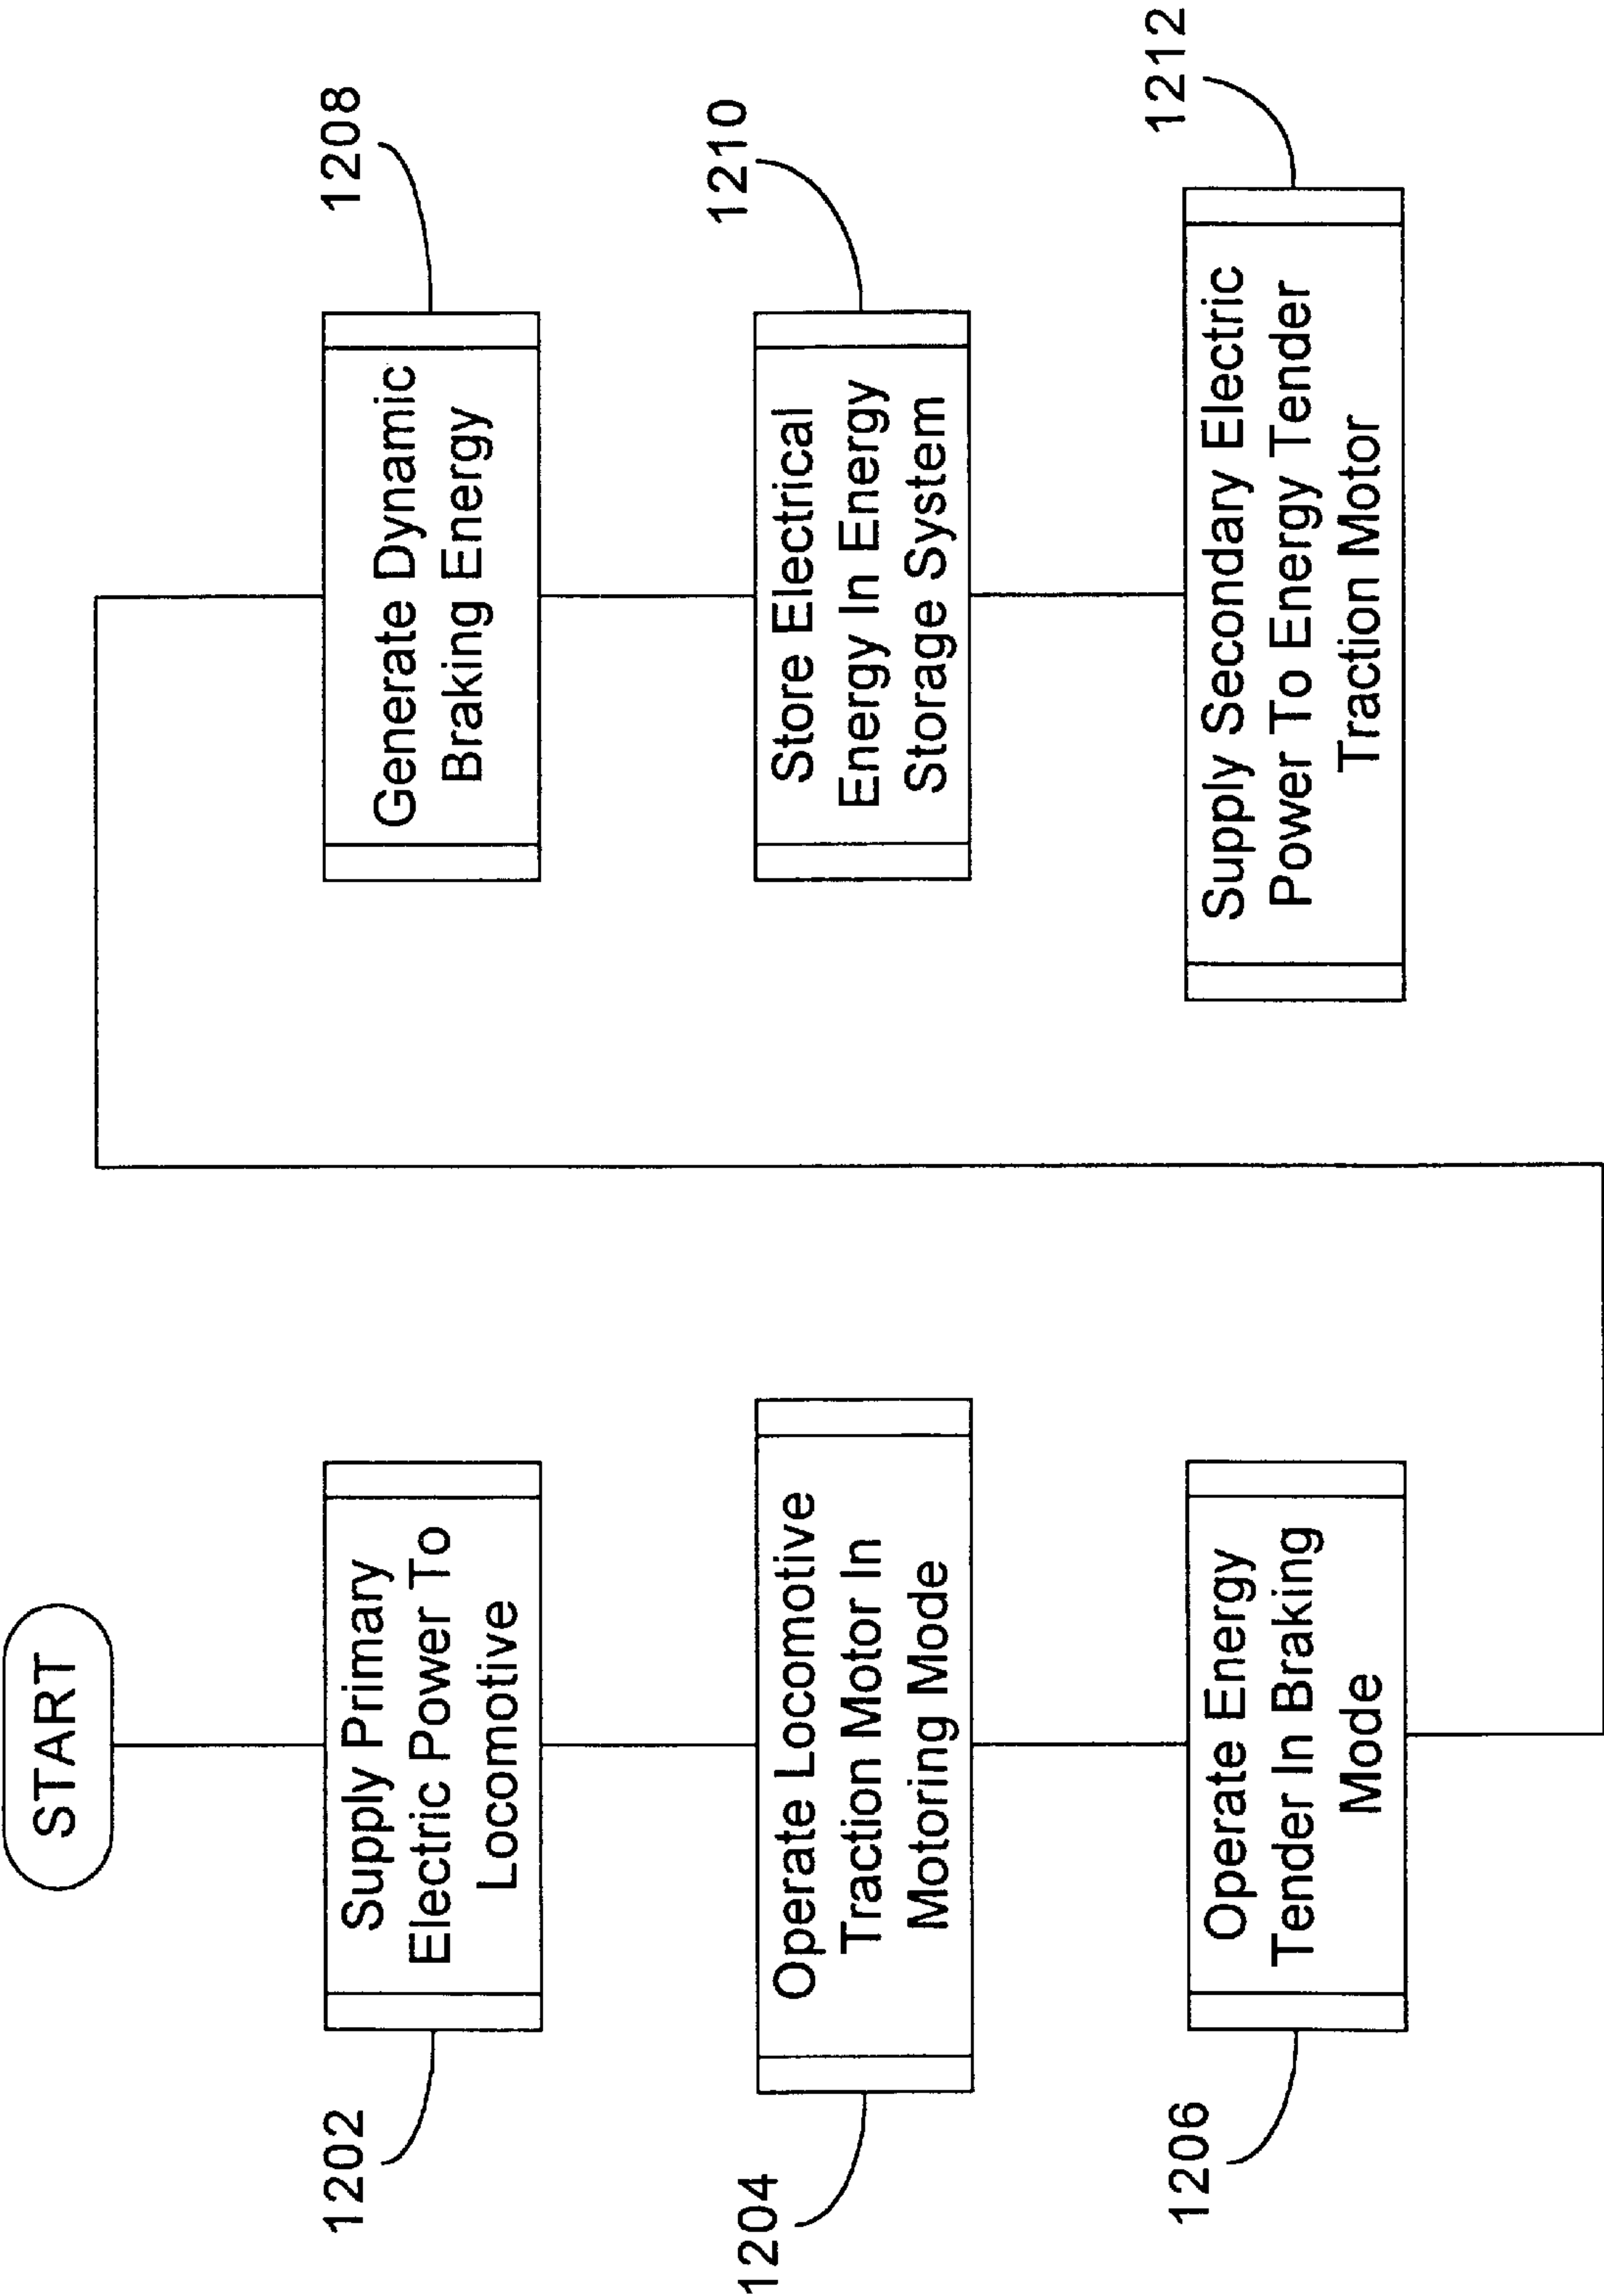 START
1202
Supply Primary
Electric Power To
Locomotive
1204
Operate Locomotive
Traction Motor In
Motoring Mode
1206
Operate Energy
Tender In Braking
Mode
1208
Generate Dynamic
Braking Energy
1210
Store Electrical
Energy In Energy
Storage System
1212
Supply Secondary Electric
Power To Energy Tender
Traction Motor